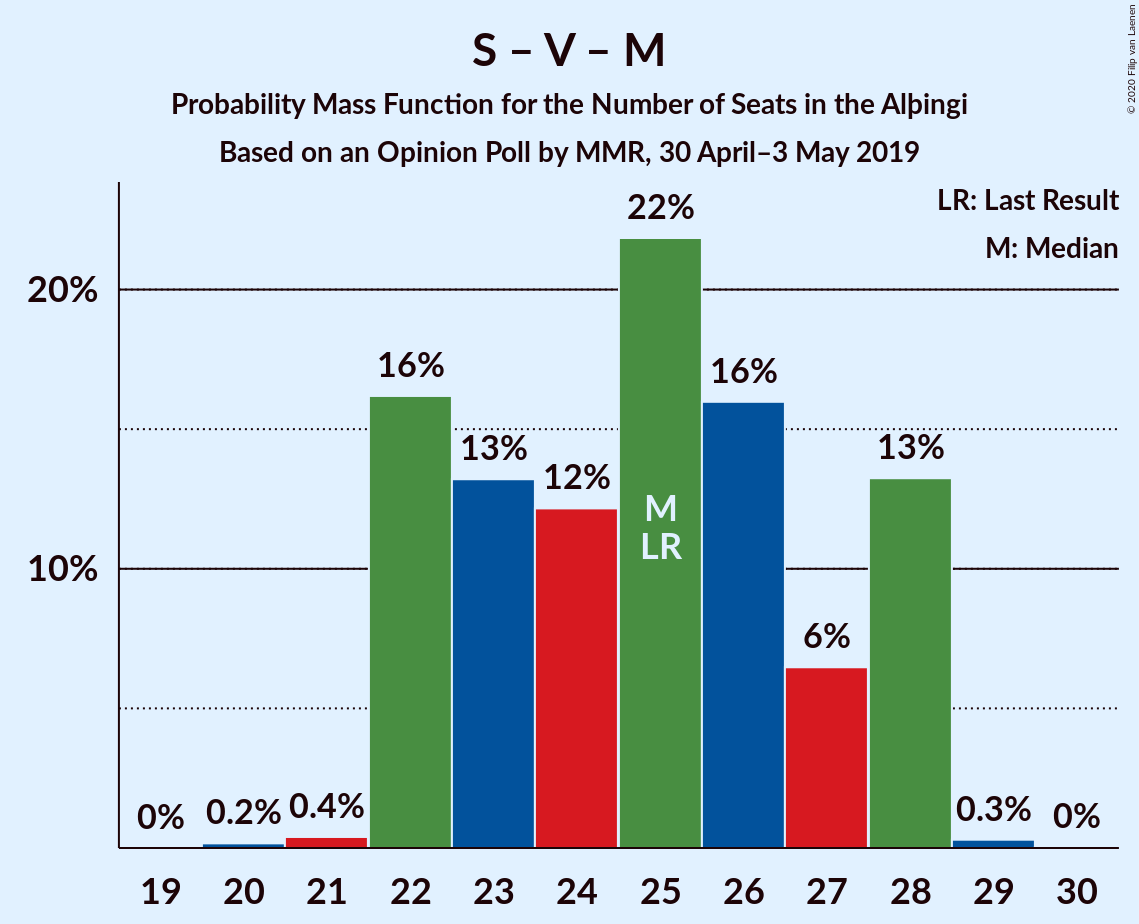 S – V – M
Probability Mass Function for the Number of Seats in the Alþingi
Based on an Opinion Poll by MMR, 30 April–3 May 2019
© 2020 Filip van Laenen
LR: Last Result
M: Median
20%
10%
0%
0.2%
0.4%
16%
13%
12%
22%
16%
6%
13%
0.3%
0%
M
LR
19 20 21 22 23 24 25 26 27 28 29 30